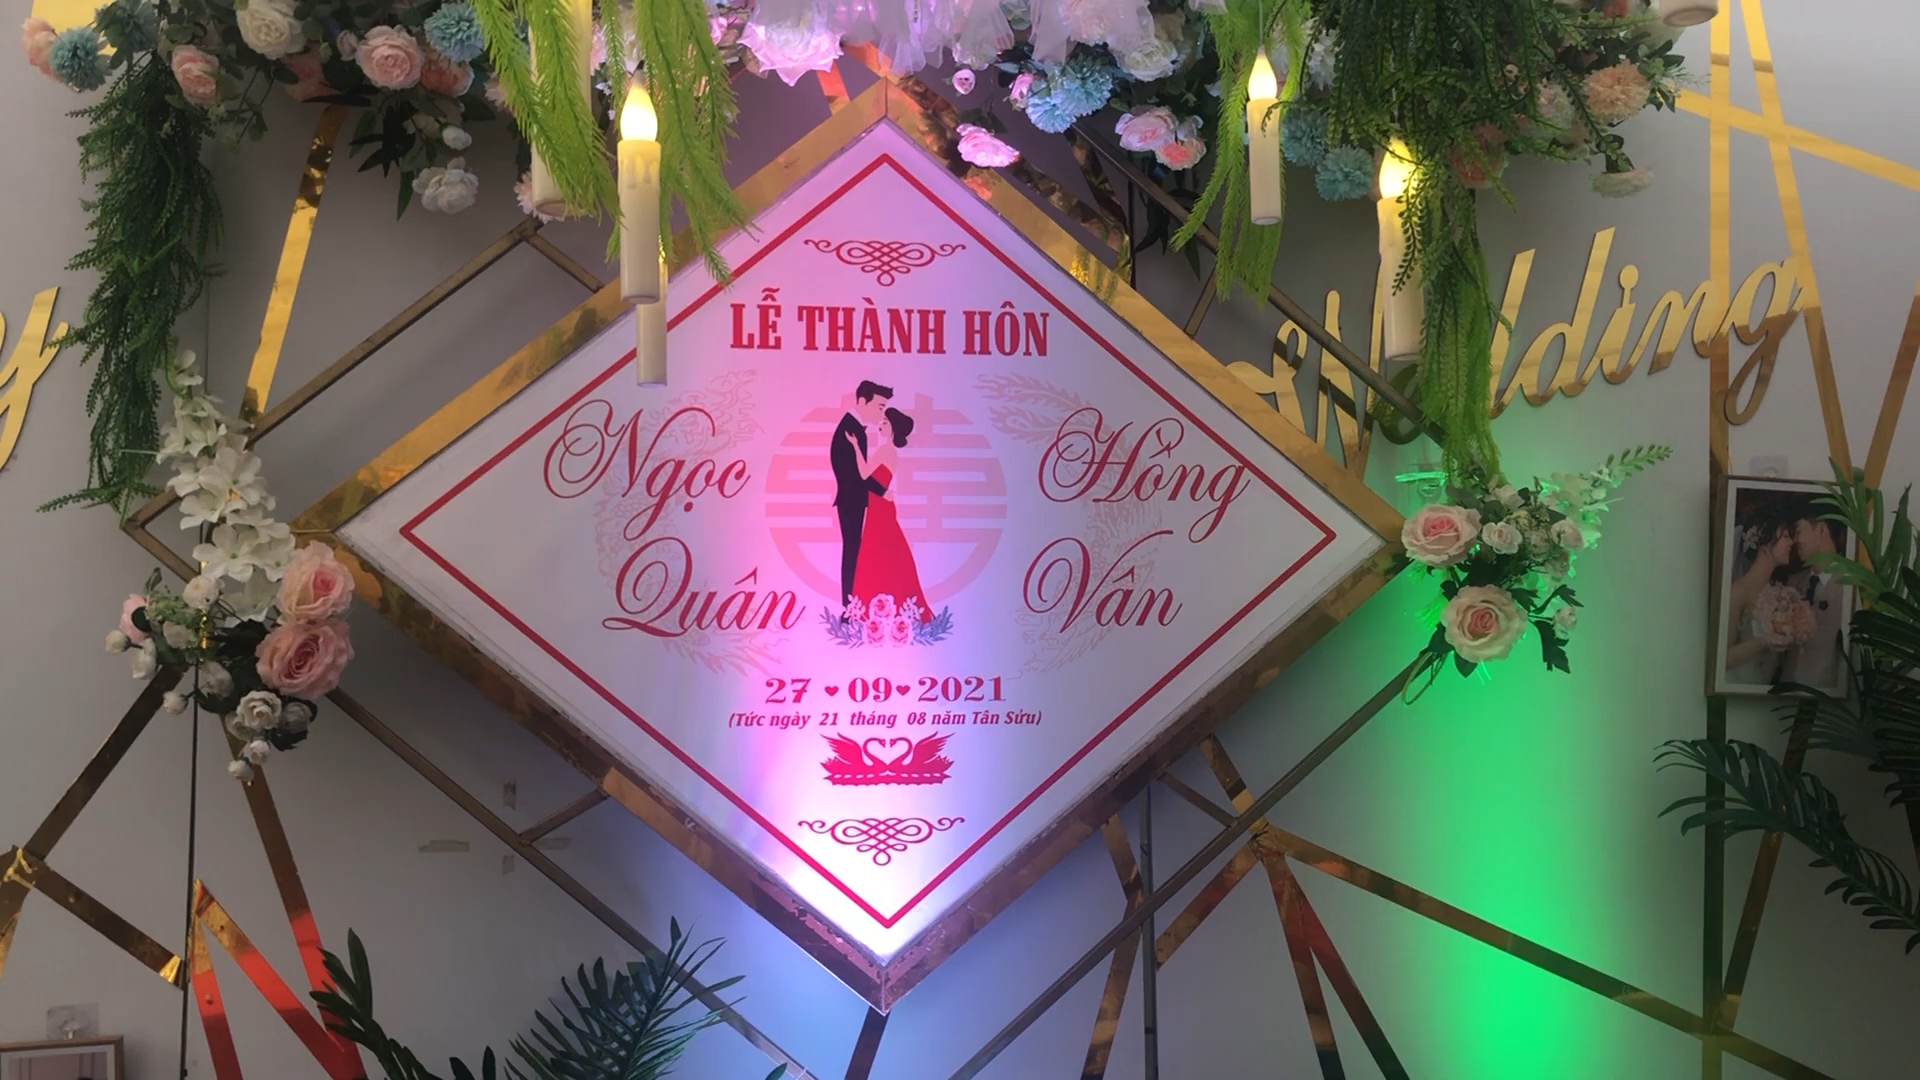 LỄ THÀNH HÔN
Ngọc
Quân
Hồng
Vân
27 ♥ 09 ♥ 2021
(Tức ngày 21 tháng 08 năm Tân Sửu)
Wedding